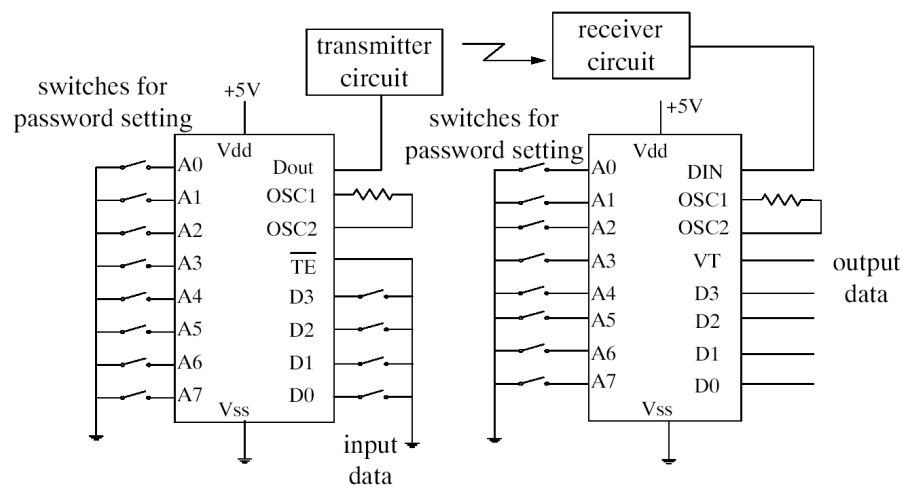 transmitter
circuit
receiver
circuit
switches for
password setting
+5V
Vdd
A0
A1
A2
A3
A4
A5
A6
A7
Dout
OSC1
OSC2
TE
D3
D2
D1
D0
Vss
input
data
switches for
password setting
+5V
Vdd
A0
A1
A2
A3
A4
A5
A6
A7
DIN
OSC1
OSC2
VT
D3
D2
D1
D0
Vss
output
data